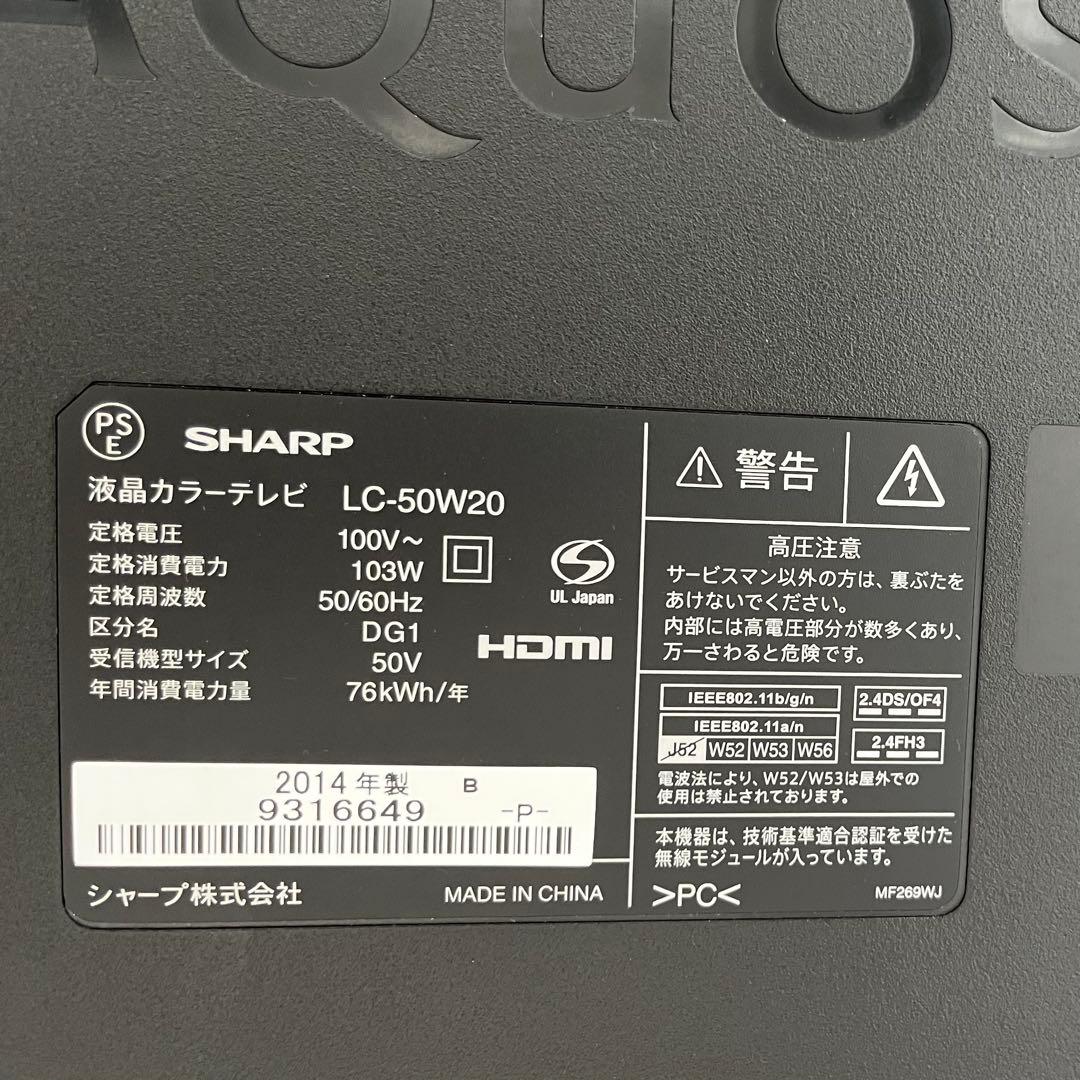 AQUOS
PSE SHARP
液晶カラーテレビ LC-50W20
定格電圧 100V～
定格消費電力 103W
定格周波数 50/60Hz
区分名 DG1
受信機型サイズ 50V
年間消費電力量 76kWh/年
UL Japan
HDMI
2014年製 B
9316649 -P-
シャープ株式会社 MADE IN CHINA
警告
高圧注意
サービスマン以外の方は、裏ぶたを
あけないでください。
内部には高電圧部分が数多くあり、
万一さわると危険です。
IEEE802.11b/g/n 2.4DS/OF4
IEEE802.11a/n
J52 W52 W53 W56 2.4FH3
電波法により、W52/W53は屋外での
使用は禁止されております。
本機器は、技術基準適合認証を受けた
無線モジュールが入っています。
>PC< MF269WJ